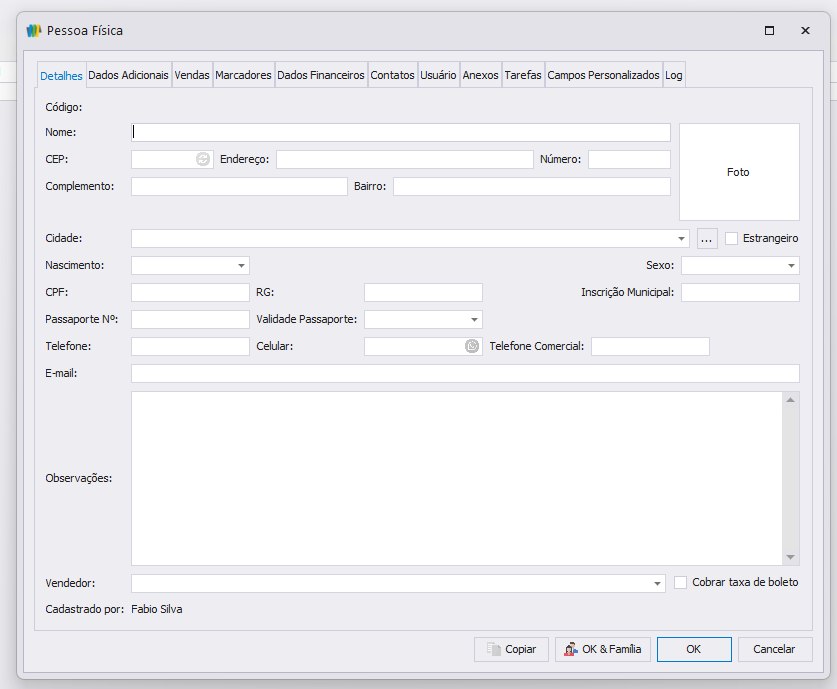 Pessoa Física
Detalhes Dados Adicionais Vendas Marcadores Dados Financeiros Contatos Usuário Anexos Tarefas Campos Personalizados Log
Código:
Nome:
CEP: Endereço: Número:
Foto
Complemento: Bairro:
Cidade: ... Estrangeiro
Nascimento: Sexo:
CPF: RG: Inscrição Municipal:
Passaporte Nº: Validade Passaporte:
Telefone: Celular: Telefone Comercial:
E-mail:
Observações:
Vendedor: Cobrar taxa de boleto
Cadastrado por: Fabio Silva
Copiar OK & Família OK Cancelar